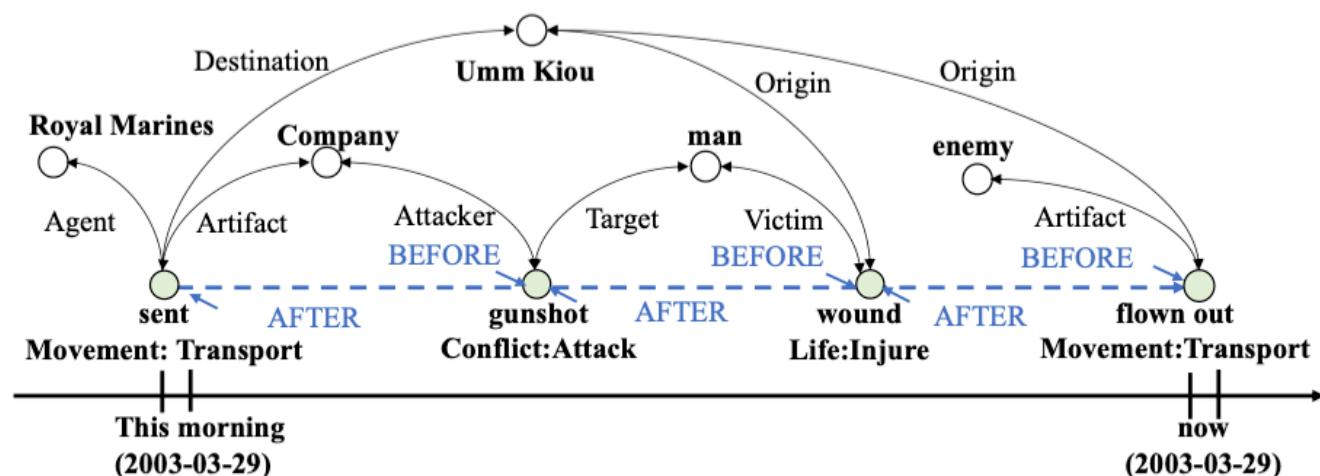 Destination
Umm Kiou
Origin
Origin
Royal Marines
Company
man
enemy
Agent
Artifact
Attacker
Target
Victim
Artifact
BEFORE
BEFORE
BEFORE
AFTER
AFTER
AFTER
sent
gunshot
wound
flown out
Movement: Transport
Conflict:Attack
Life:Injure
Movement:Transport
This morning
(2003-03-29)
now
(2003-03-29)